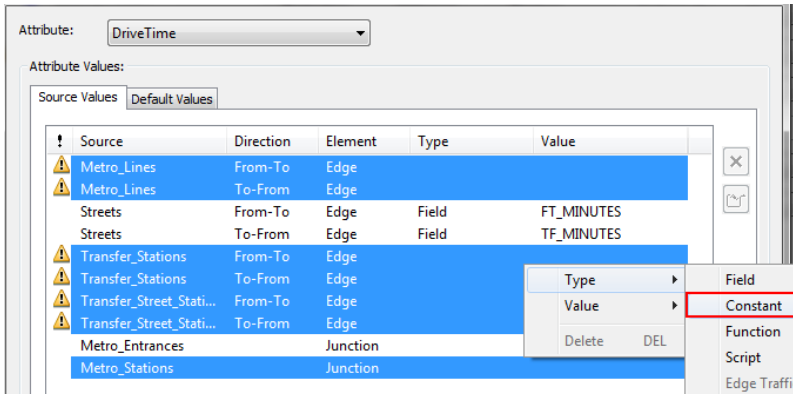 Attribute: DriveTime
Attribute Values:
Source Values Default Values
! Source Direction Element Type Value
Metro_Lines From-To Edge
Metro_Lines To-From Edge
Streets From-To Edge Field FT_MINUTES
Streets To-From Edge Field TF_MINUTES
Transfer_Stations From-To Edge
Transfer_Stations To-From Edge
Transfer_Street_Stati... From-To Edge
Transfer_Street_Stati... To-From Edge
Metro_Entrances Junction
Metro_Stations Junction
Type
Value
Delete DEL
Field
Constant
Function
Script
Edge Traffi